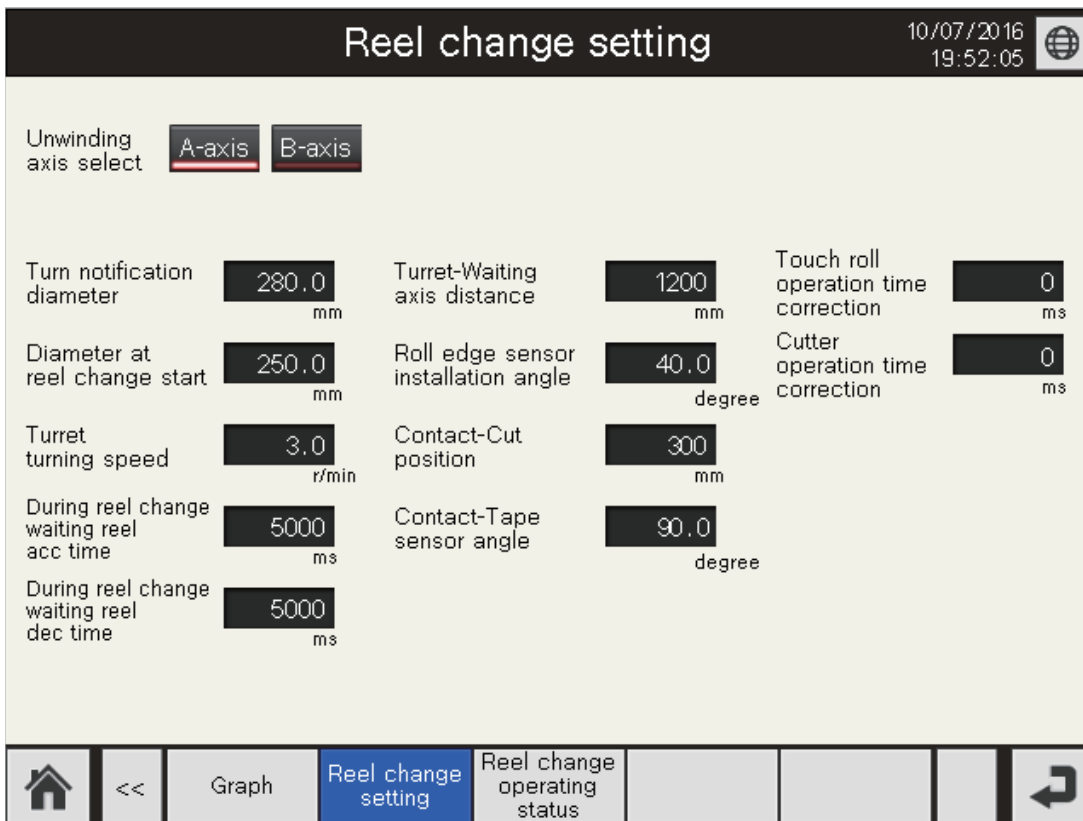 Reel change setting
10/07/2016
19:52:05
Unwinding
axis select
A-axis
B-axis
Turn notification
diameter
280.0
mm
Diameter at
reel change start
250.0
mm
Turret
turning speed
3.0
r/min
During reel change
waiting reel
acc time
5000
ms
During reel change
waiting reel
dec time
5000
ms
Turret-Waiting
axis distance
1200
mm
Roll edge sensor
installation angle
40.0
degree
Contact-Cut
position
300
mm
Contact-Tape
sensor angle
90.0
degree
Touch roll
operation time
correction
0
ms
Cutter
operation time
correction
0
ms
<<
Graph
Reel change
setting
Reel change
operating
status